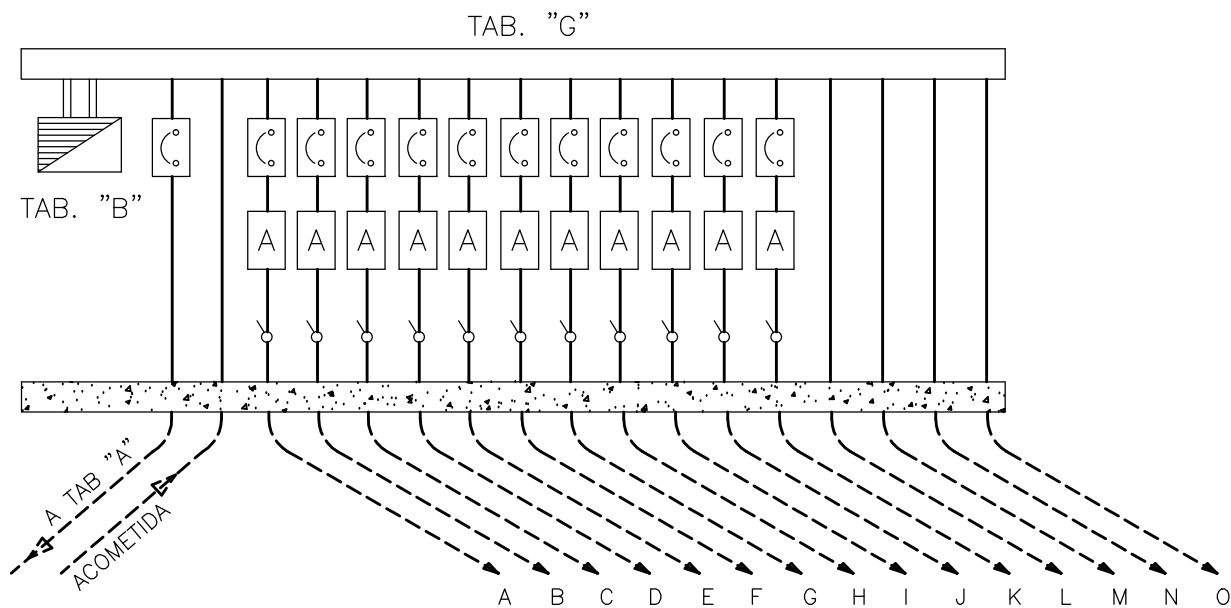 TAB. "G"
TAB. "B"
A A A A A A A A A A A
A TAB "A"
ACOMETIDA
A B C D E F G H I J K L M N O